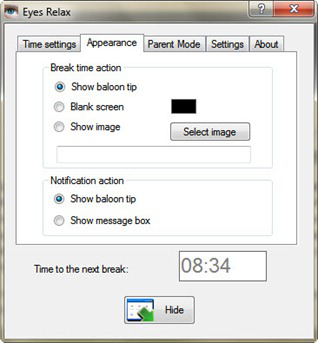 Eyes Relax
Time settings Appearance Parent Mode Settings About
Break time action
Show baloon tip
Blank screen
Show image
Select image
Notification action
Show baloon tip
Show message box
Time to the next break: 08:34
Hide